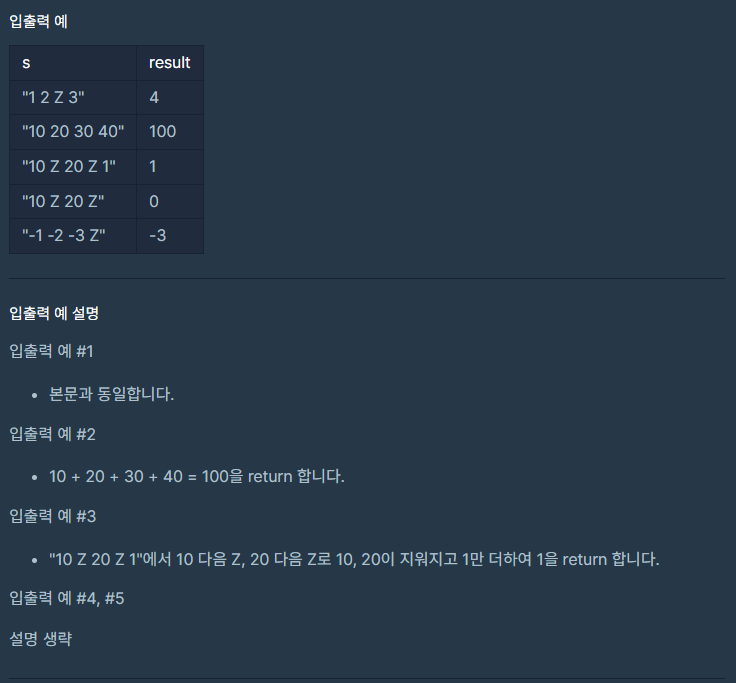 입출력 예
s result
"1 2 Z 3" 4
"10 20 30 40" 100
"10 Z 20 Z 1" 1
"10 Z 20 Z" 0
"-1 -2 -3 Z" -3
입출력 예 설명
입출력 예 #1
본문과 동일합니다.
입출력 예 #2
10 + 20 + 30 + 40 = 100을 return 합니다.
입출력 예 #3
"10 Z 20 Z 1"에서 10 다음 Z, 20 다음 Z로 10, 20이 지워지고 1만 더하여 1을 return 합니다.
입출력 예 #4, #5
설명 생략